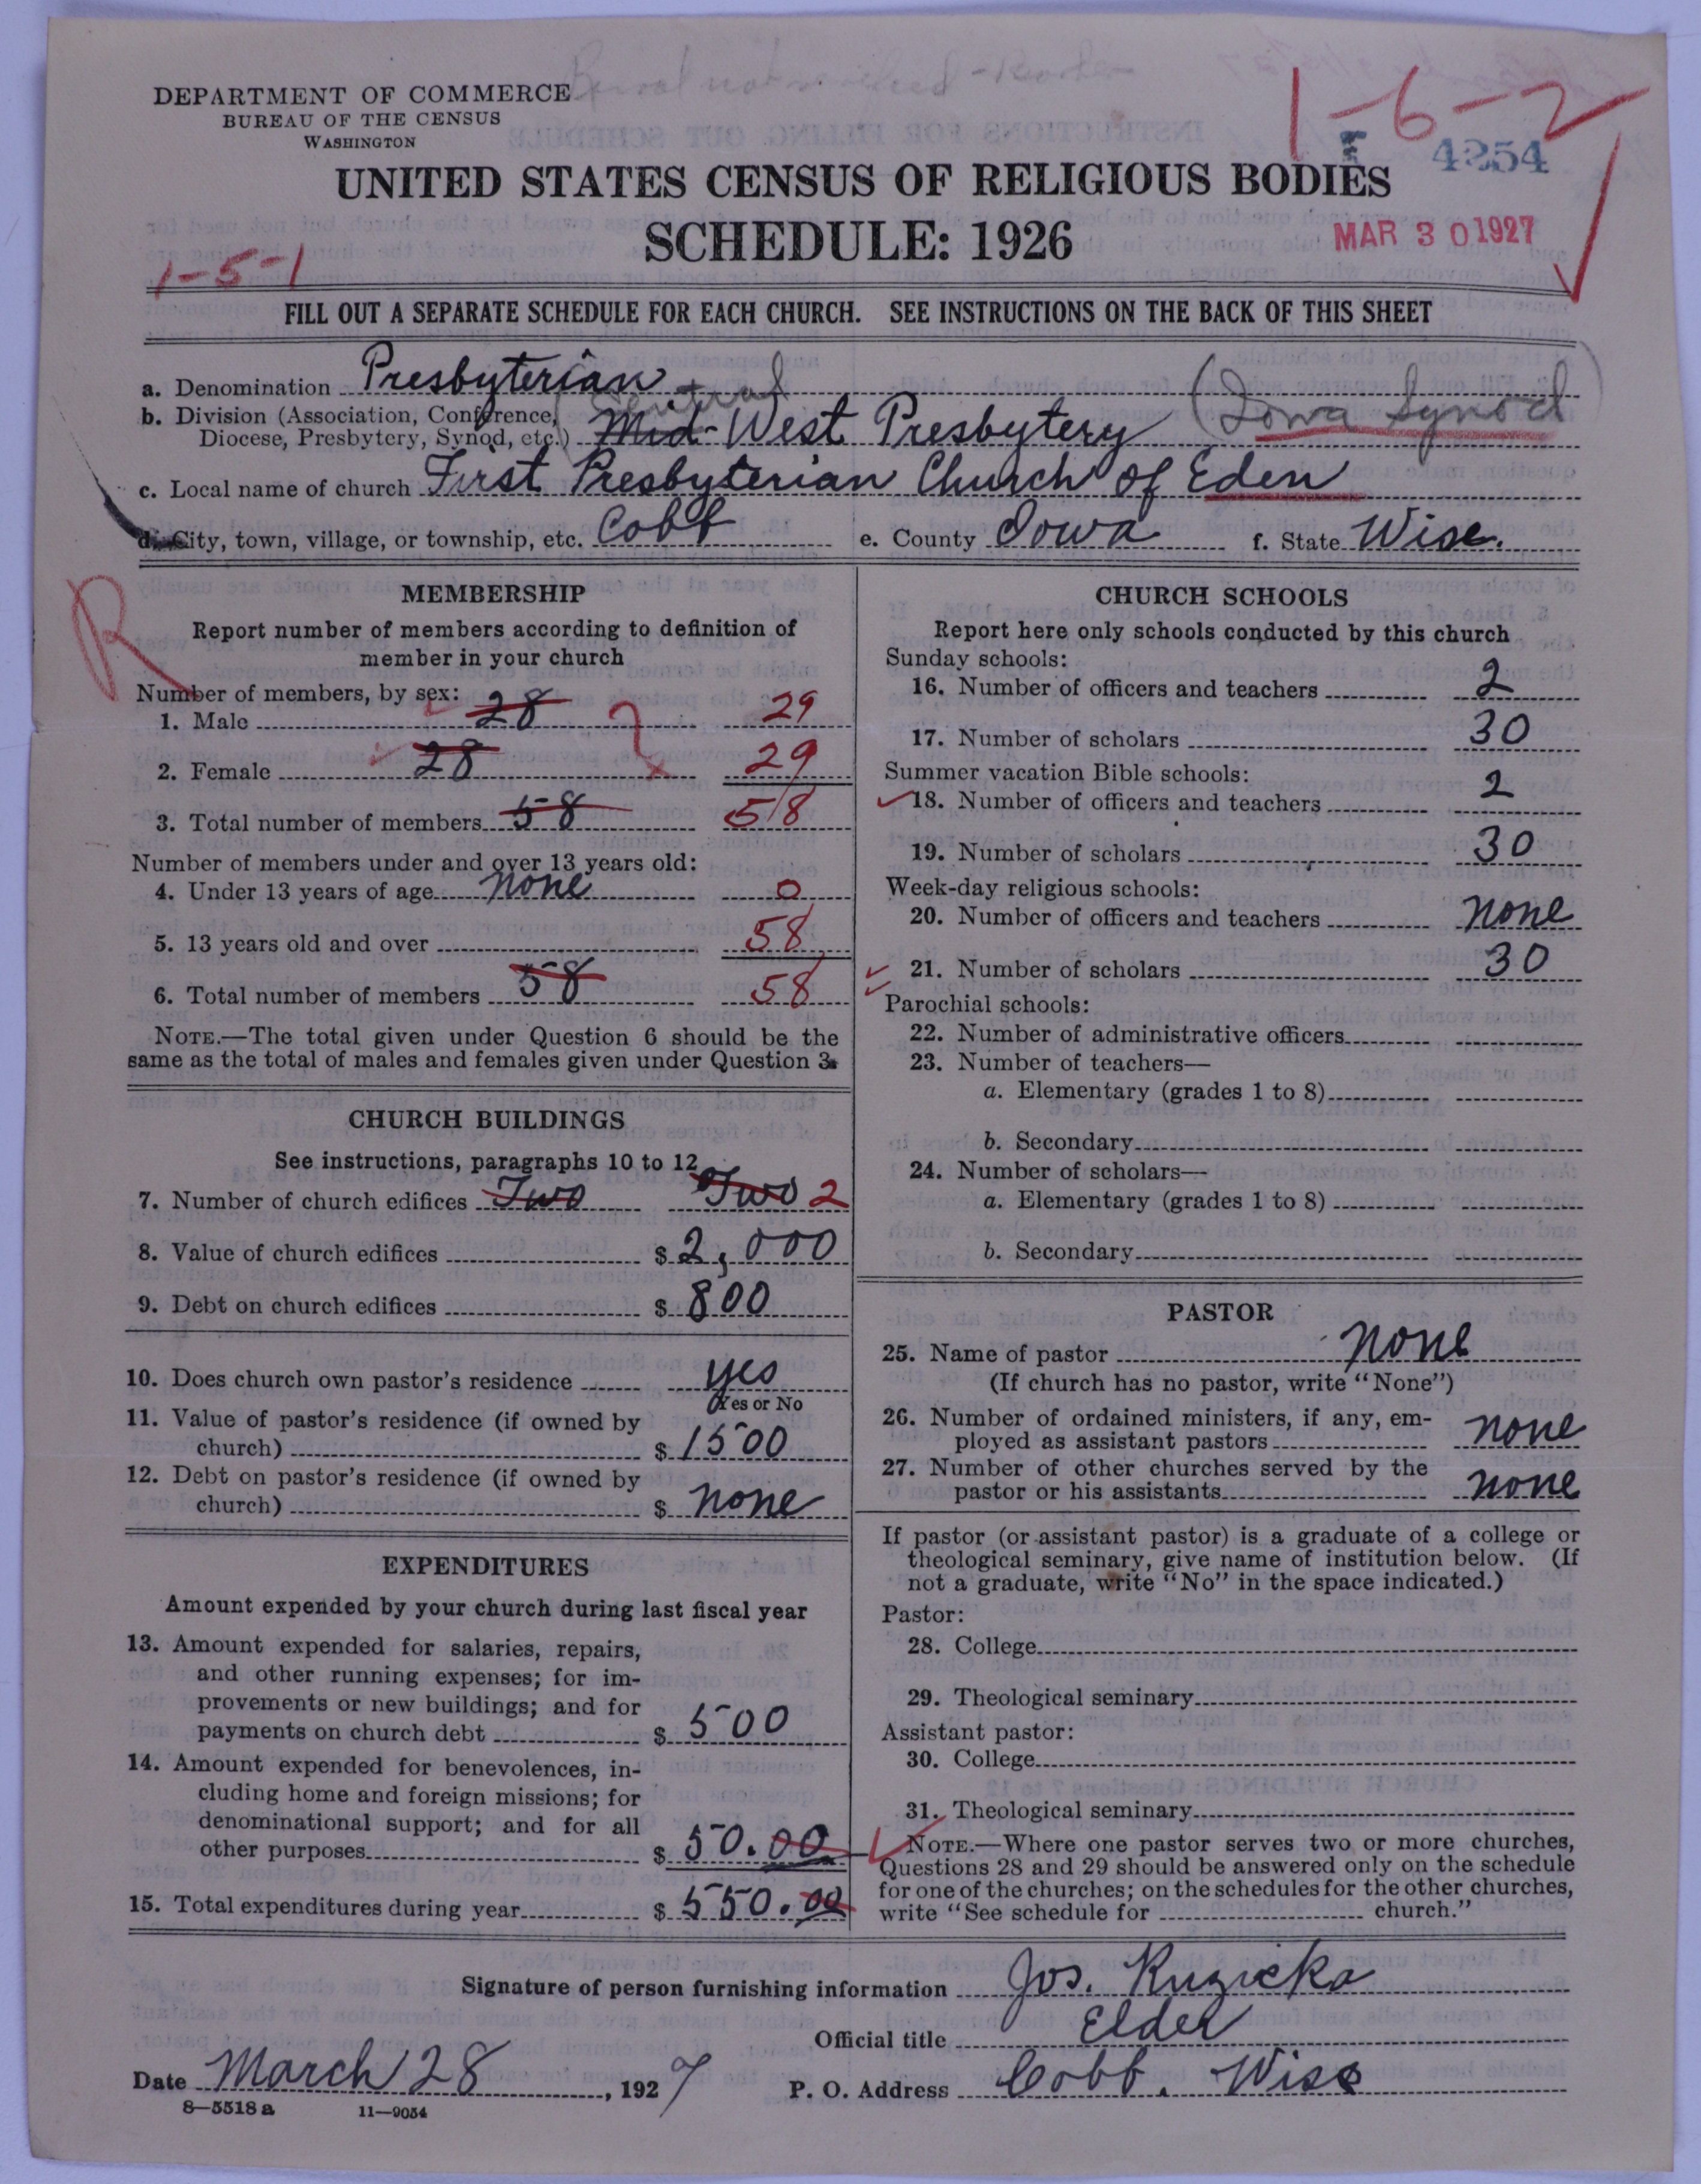 DEPARTMENT OF COMMERCE
BUREAU OF THE CENSUS
WASHINGTON
1-6-2
4254
UNITED STATES CENSUS OF RELIGIOUS BODIES
SCHEDULE: 1926
MAR 30 1927
1-5-1
FILL OUT A SEPARATE SCHEDULE FOR EACH CHURCH. SEE INSTRUCTIONS ON THE BACK OF THIS SHEET
a. Denomination Presbyterian
b. Division (Association, Conference, Central (Iowa Synod)
Diocese, Presbytery, Synod, etc.) Mid-West Presbytery
c. Local name of church First Presbyterian Church of Eden
d. City, town, village, or township, etc. Cobb e. County Iowa f. State Wisc.
R
MEMBERSHIP
Report number of members according to definition of
member in your church
Number of members, by sex:
1. Male 28 29
2. Female 28 29
3. Total number of members 58 58
Number of members under and over 13 years old:
4. Under 13 years of age none 0
5. 13 years old and over 58
6. Total number of members 58 58
NOTE.—The total given under Question 6 should be the
same as the total of males and females given under Question 3.
CHURCH BUILDINGS
See instructions, paragraphs 10 to 12
7. Number of church edifices Two Two 2
8. Value of church edifices $ 2,000
9. Debt on church edifices $ 800
10. Does church own pastor's residence yes
Yes or No
11. Value of pastor's residence (if owned by
church) $ 1500
12. Debt on pastor's residence (if owned by
church) $ none
EXPENDITURES
Amount expended by your church during last fiscal year
13. Amount expended for salaries, repairs,
and other running expenses; for im-
provements or new buildings; and for
payments on church debt $ 500
14. Amount expended for benevolences, in-
cluding home and foreign missions; for
denominational support; and for all
other purposes $ 50.00
15. Total expenditures during year $ 550.00
CHURCH SCHOOLS
Report here only schools conducted by this church
Sunday schools:
16. Number of officers and teachers 2
17. Number of scholars 30
Summer vacation Bible schools:
18. Number of officers and teachers 2
19. Number of scholars 30
Week-day religious schools:
20. Number of officers and teachers none
21. Number of scholars 30
Parochial schools:
22. Number of administrative officers
23. Number of teachers—
a. Elementary (grades 1 to 8)
b. Secondary
24. Number of scholars—
a. Elementary (grades 1 to 8)
b. Secondary
PASTOR
25. Name of pastor none
(If church has no pastor, write "None")
26. Number of ordained ministers, if any, em-
ployed as assistant pastors none
27. Number of other churches served by the
pastor or his assistants none
If pastor (or assistant pastor) is a graduate of a college or
theological seminary, give name of institution below. (If
not a graduate, write "No" in the space indicated.)
Pastor:
28. College
29. Theological seminary
Assistant pastor:
30. College
31. Theological seminary
NOTE.—Where one pastor serves two or more churches,
Questions 28 and 29 should be answered only on the schedule
for one of the churches; on the schedules for the other churches,
write "See schedule for church."
Signature of person furnishing information Jos. Ruzicka
Official title Elder
Date March 28, 1927 P. O. Address Cobb, Wisc
8—5518 a 11—9054